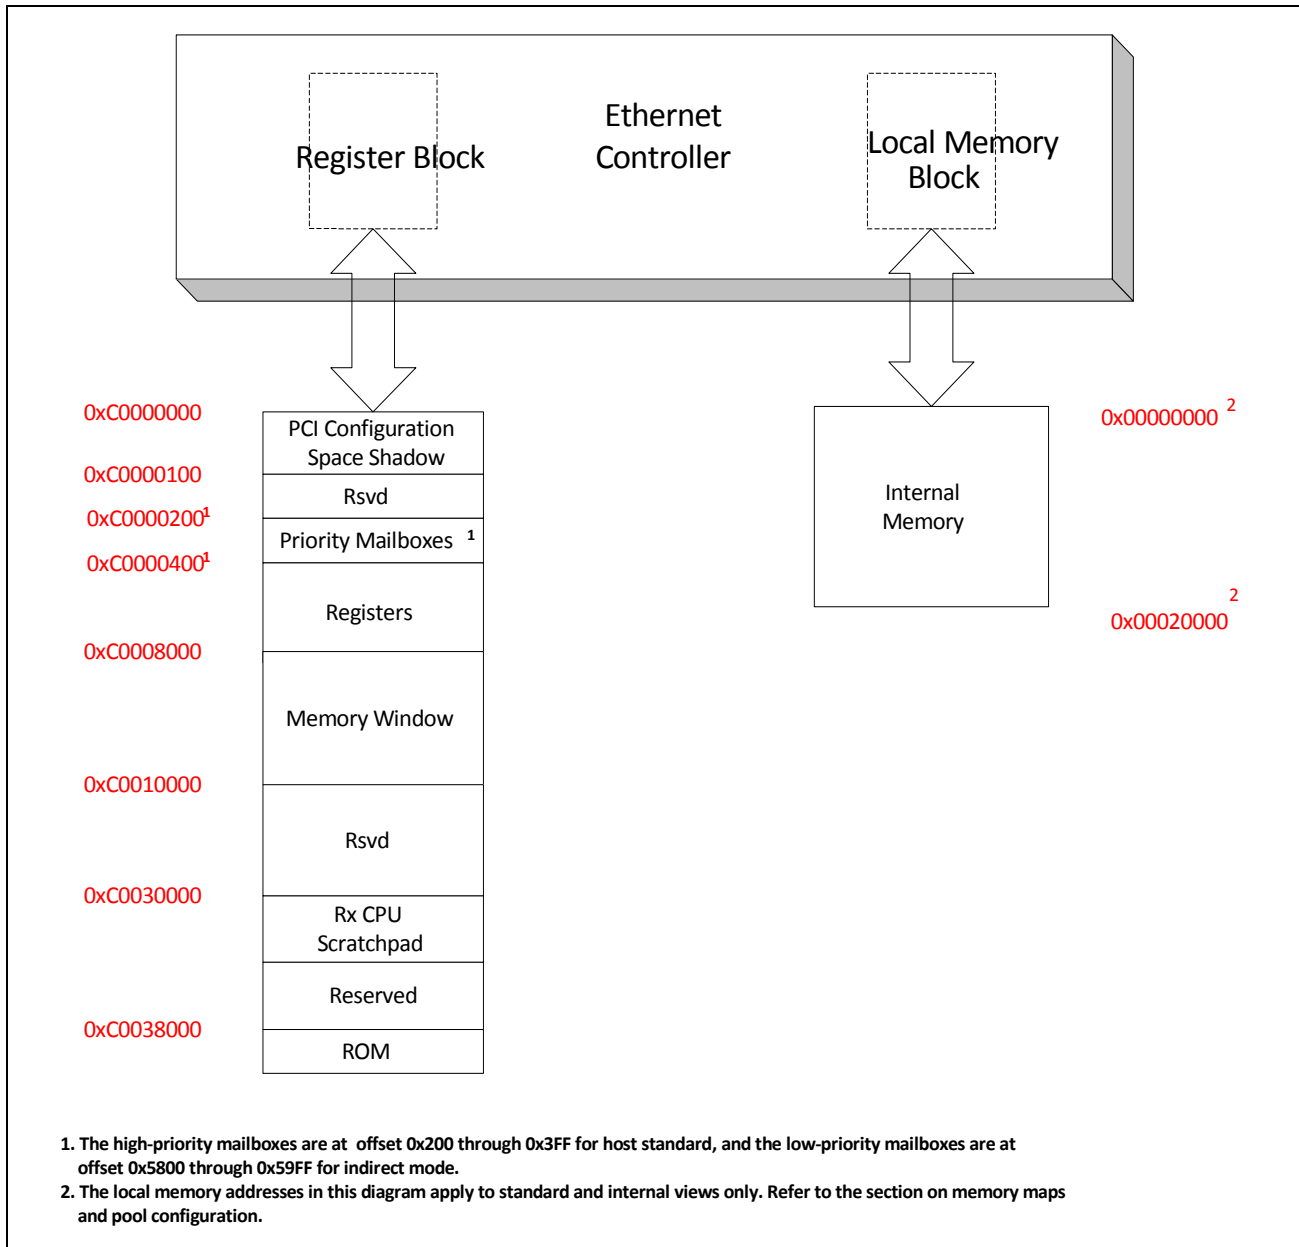 Ethernet
Controller
Register Block
Local Memory
Block
0xC0000000
PCI Configuration
Space Shadow
0xC0000100
Rsvd
0xC0000200¹
Priority Mailboxes ¹
0xC0000400¹
Registers
0xC0008000
Memory Window
0xC0010000
Rsvd
0xC0030000
Rx CPU
Scratchpad
Reserved
0xC0038000
ROM
0x00000000 ²
Internal
Memory
2
0x00020000
1. The high-priority mailboxes are at offset 0x200 through 0x3FF for host standard, and the low-priority mailboxes are at
offset 0x5800 through 0x59FF for indirect mode.
2. The local memory addresses in this diagram apply to standard and internal views only. Refer to the section on memory maps
and pool configuration.